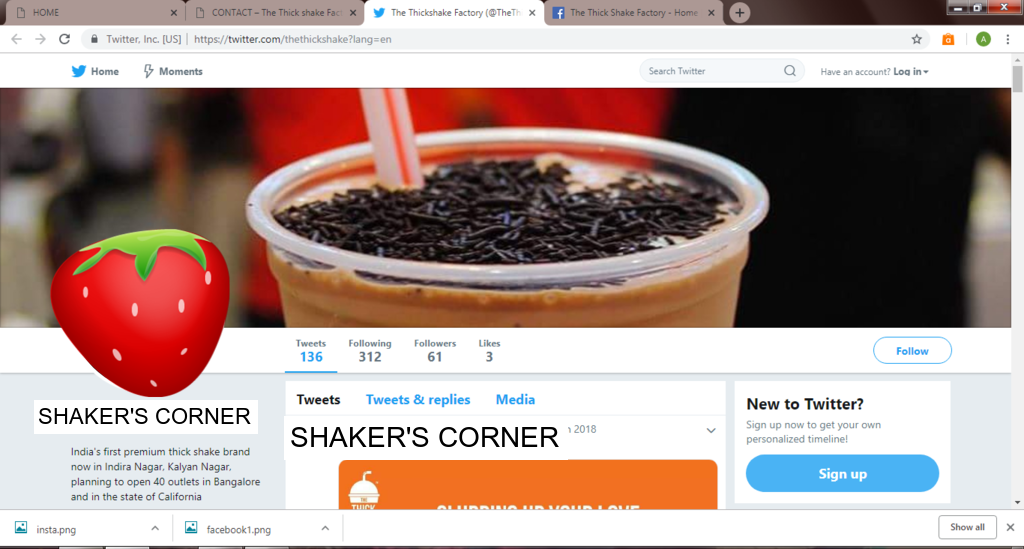 HOME
CONTACT – The Thick shake Fact
The Thickshake Factory (@TheTh
The Thick Shake Factory - Home
Twitter, Inc. [US] | https://twitter.com/thethickshake?lang=en
A
Home
Moments
Search Twitter
Have an account? Log in
Tweets
136
Following
312
Followers
61
Likes
3
Follow
SHAKER'S CORNER
India's first premium thick shake brand
now in Indira Nagar, Kalyan Nagar,
planning to open 40 outlets in Bangalore
and in the state of California
Tweets
Tweets & replies
Media
SHAKER'S CORNER
2018
THE
THICK
SLURPING UP YOUR LOVE
New to Twitter?
Sign up now to get your own
personalized timeline!
Sign up
insta.png
facebook1.png
Show all